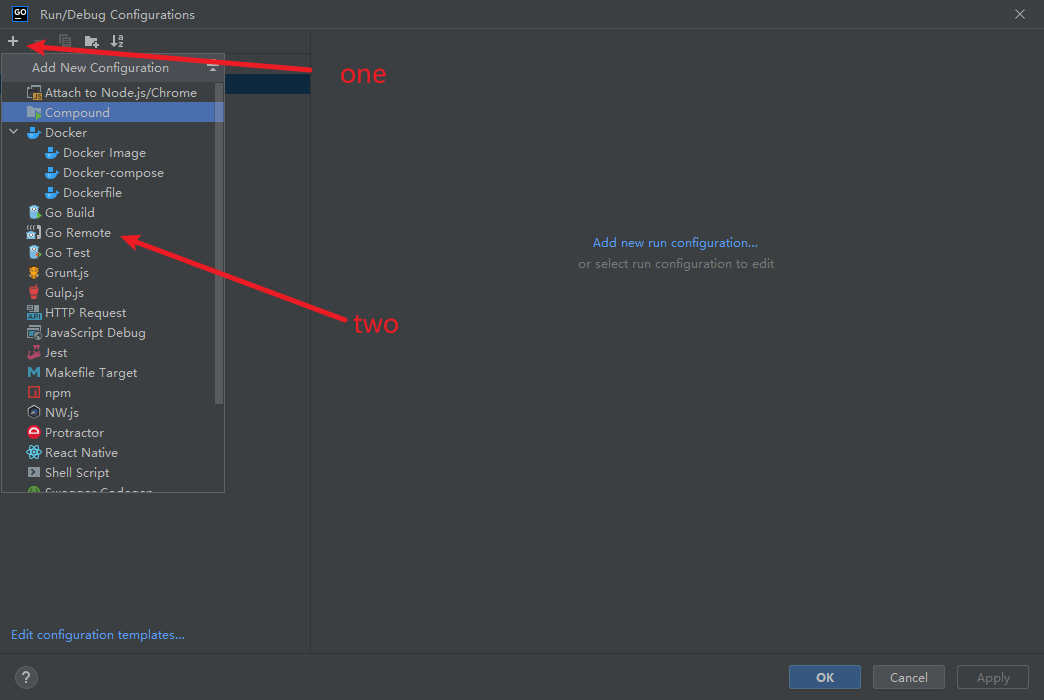 GO Run/Debug Configurations
Add New Configuration
one
Attach to Node.js/Chrome
Compound
Docker
Docker Image
Docker-compose
Dockerfile
Go Build
Go Remote
Go Test
Grunt.js
Gulp.js
HTTP Request
JavaScript Debug
Jest
Makefile Target
npm
NW.js
Protractor
React Native
Shell Script
Swagger Codegen
Add new run configuration...
or select run configuration to edit
two
Edit configuration templates...
?
OK
Cancel
Apply